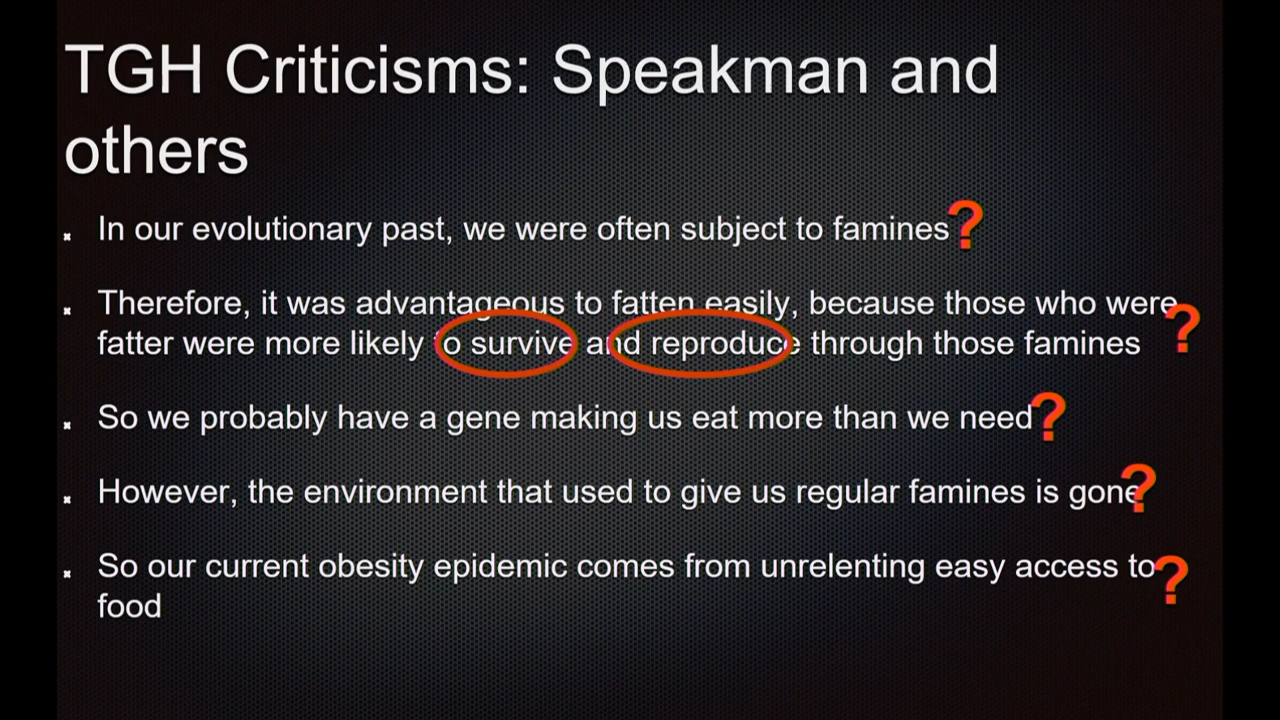 TGH Criticisms: Speakman and
others
In our evolutionary past, we were often subject to famines?
Therefore, it was advantageous to fatten easily, because those who were
fatter were more likely to survive and reproduce through those famines ?
So we probably have a gene making us eat more than we need?
However, the environment that used to give us regular famines is gone?
So our current obesity epidemic comes from unrelenting easy access to?
food